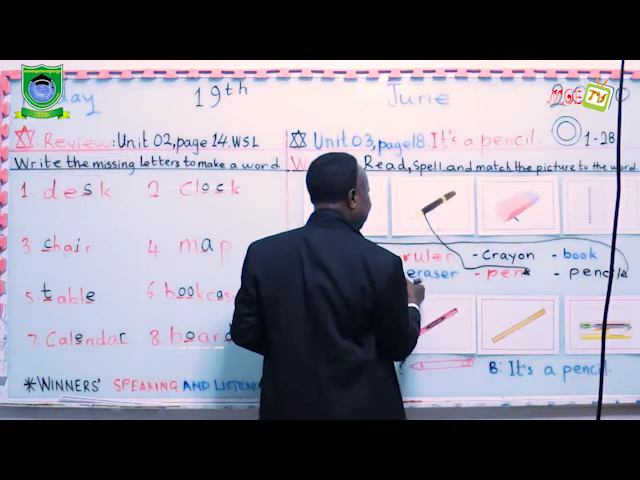 19th June
MOE TV
Review: Unit 02, page 14. WSL
Unit 03, page 18. It's a pencil.
1-28
Write the missing letters to make a word
Read, Spell and match the picture to the word
1. desk 2 clock
3 chair 4 map
5. table 6 bookcas
7. Calendar 8. board
ruler - Crayon - book
eraser - pen - pencil
B: It's a pencil.
*WINNERS' SPEAKING AND LISTENIN